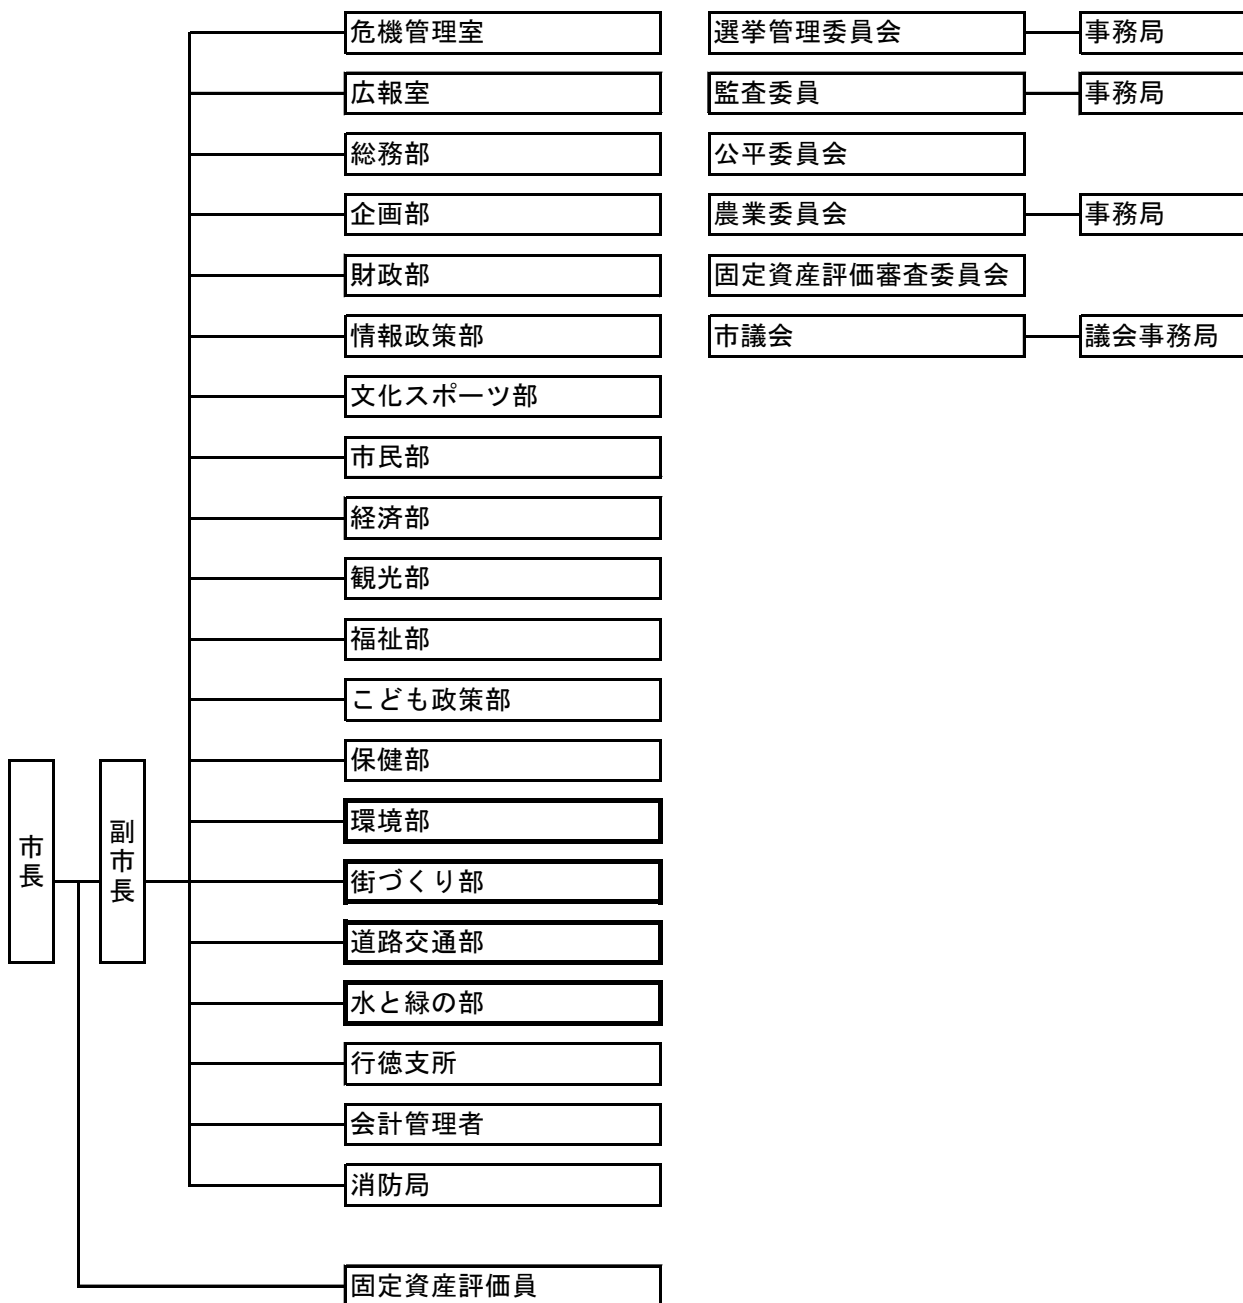 危機管理室
広報室
総務部
企画部
財政部
情報政策部
文化スポーツ部
市民部
経済部
観光部
福祉部
こども政策部
保健部
環境部
街づくり部
道路交通部
水と緑の部
行徳支所
会計管理者
消防局
固定資産評価員
市長
副市長
選挙管理委員会
事務局
監査委員
事務局
公平委員会
農業委員会
事務局
固定資産評価審査委員会
市議会
議会事務局